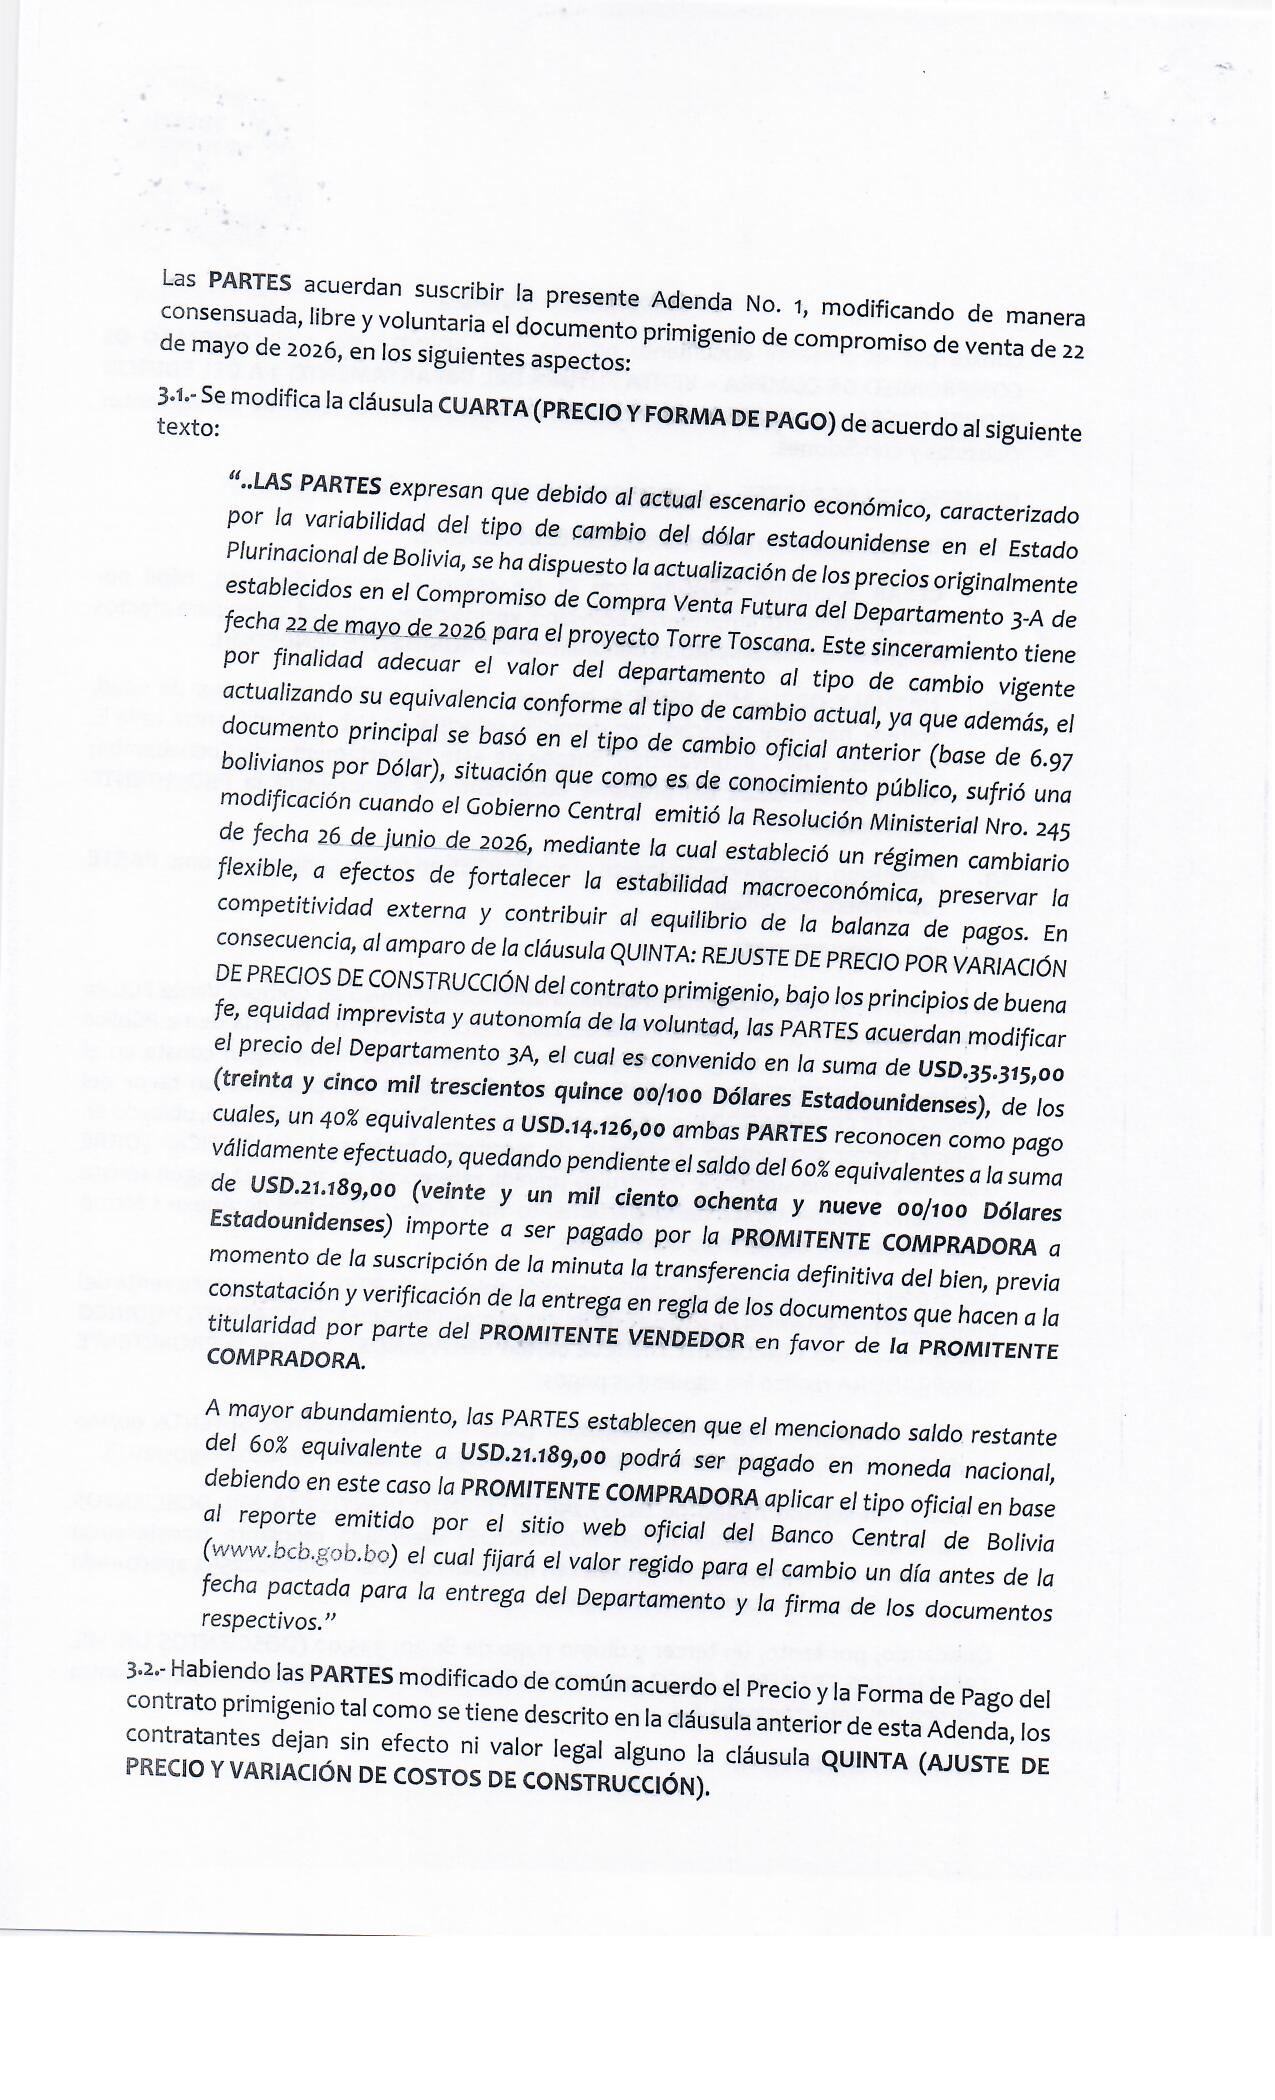 Las PARTES acuerdan suscribir la presente Adenda No. 1, modificando de manera
consensuada, libre y voluntaria el documento primigenio de compromiso de venta de 22
de mayo de 2026, en los siguientes aspectos:
3.1.- Se modifica la cláusula CUARTA (PRECIO Y FORMA DE PAGO) de acuerdo al siguiente
texto:
“..LAS PARTES expresan que debido al actual escenario económico, caracterizado
por la variabilidad del tipo de cambio del dólar estadounidense en el Estado
Plurinacional de Bolivia, se ha dispuesto la actualización de los precios originalmente
establecidos en el Compromiso de Compra Venta Futura del Departamento 3-A de
fecha 22 de mayo de 2026 para el proyecto Torre Toscana. Este sinceramiento tiene
por finalidad adecuar el valor del departamento al tipo de cambio vigente
actualizando su equivalencia conforme al tipo de cambio actual, ya que además, el
documento principal se basó en el tipo de cambio oficial anterior (base de 6.97
bolivianos por Dólar), situación que como es de conocimiento público, sufrió una
modificación cuando el Gobierno Central emitió la Resolución Ministerial Nro. 245
de fecha 26 de junio de 2026, mediante la cual estableció un régimen cambiario
flexible, a efectos de fortalecer la estabilidad macroeconómica, preservar la
competitividad externa y contribuir al equilibrio de la balanza de pagos. En
consecuencia, al amparo de la cláusula QUINTA: REJUSTE DE PRECIO POR VARIACIÓN
DE PRECIOS DE CONSTRUCCIÓN del contrato primigenio, bajo los principios de buena
fe, equidad imprevista y autonomía de la voluntad, las PARTES acuerdan modificar
el precio del Departamento 3A, el cual es convenido en la suma de USD.35.315,00
(treinta y cinco mil trescientos quince 00/100 Dólares Estadounidenses), de los
cuales, un 40% equivalentes a USD.14.126,00 ambas PARTES reconocen como pago
válidamente efectuado, quedando pendiente el saldo del 60% equivalentes a la suma
de USD.21.189,00 (veinte y un mil ciento ochenta y nueve 00/100 Dólares
Estadounidenses) importe a ser pagado por la PROMITENTE COMPRADORA a
momento de la suscripción de la minuta la transferencia definitiva del bien, previa
constatación y verificación de la entrega en regla de los documentos que hacen a la
titularidad por parte del PROMITENTE VENDEDOR en favor de la PROMITENTE
COMPRADORA.
A mayor abundamiento, las PARTES establecen que el mencionado saldo restante
del 60% equivalente a USD.21.189,00 podrá ser pagado en moneda nacional,
debiendo en este caso la PROMITENTE COMPRADORA aplicar el tipo oficial en base
al reporte emitido por el sitio web oficial del Banco Central de Bolivia
(www.bcb.gob.bo) el cual fijará el valor regido para el cambio un día antes de la
fecha pactada para la entrega del Departamento y la firma de los documentos
respectivos.”
3.2.- Habiendo las PARTES modificado de común acuerdo el Precio y la Forma de Pago del
contrato primigenio tal como se tiene descrito en la cláusula anterior de esta Adenda, los
contratantes dejan sin efecto ni valor legal alguno la cláusula QUINTA (AJUSTE DE
PRECIO Y VARIACIÓN DE COSTOS DE CONSTRUCCIÓN).